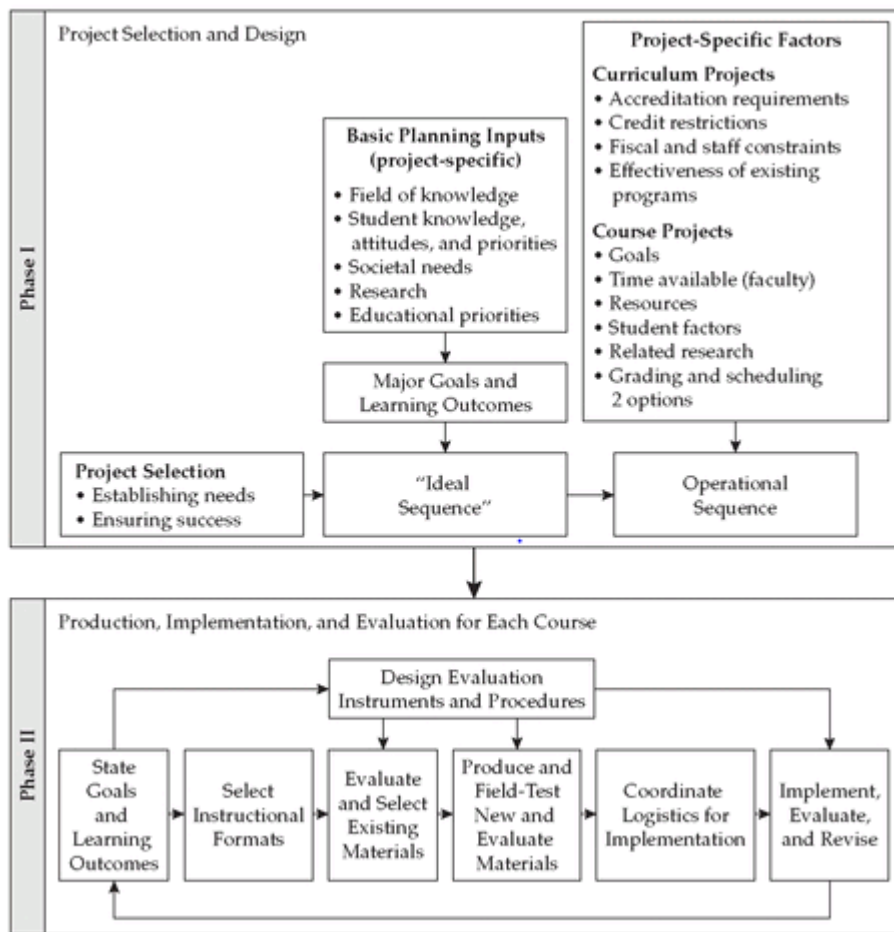 Phase I
Project Selection and Design
Basic Planning Inputs
(project-specific)
• Field of knowledge
• Student knowledge,
attitudes, and priorities
• Societal needs
• Research
• Educational priorities
Major Goals and
Learning Outcomes
Project-Specific Factors
Curriculum Projects
• Accreditation requirements
• Credit restrictions
• Fiscal and staff constraints
• Effectiveness of existing
programs
Course Projects
• Goals
• Time available (faculty)
• Resources
• Student factors
• Related research
• Grading and scheduling
2 options
Project Selection
• Establishing needs
• Ensuring success
“Ideal
Sequence”
Operational
Sequence
Phase II
Production, Implementation, and Evaluation for Each Course
Design Evaluation
Instruments and Procedures
State
Goals
and
Learning
Outcomes
Select
Instructional
Formats
Evaluate
and Select
Existing
Materials
Produce and
Field-Test
New and
Evaluate
Materials
Coordinate
Logistics for
Implementation
Implement,
Evaluate,
and Revise